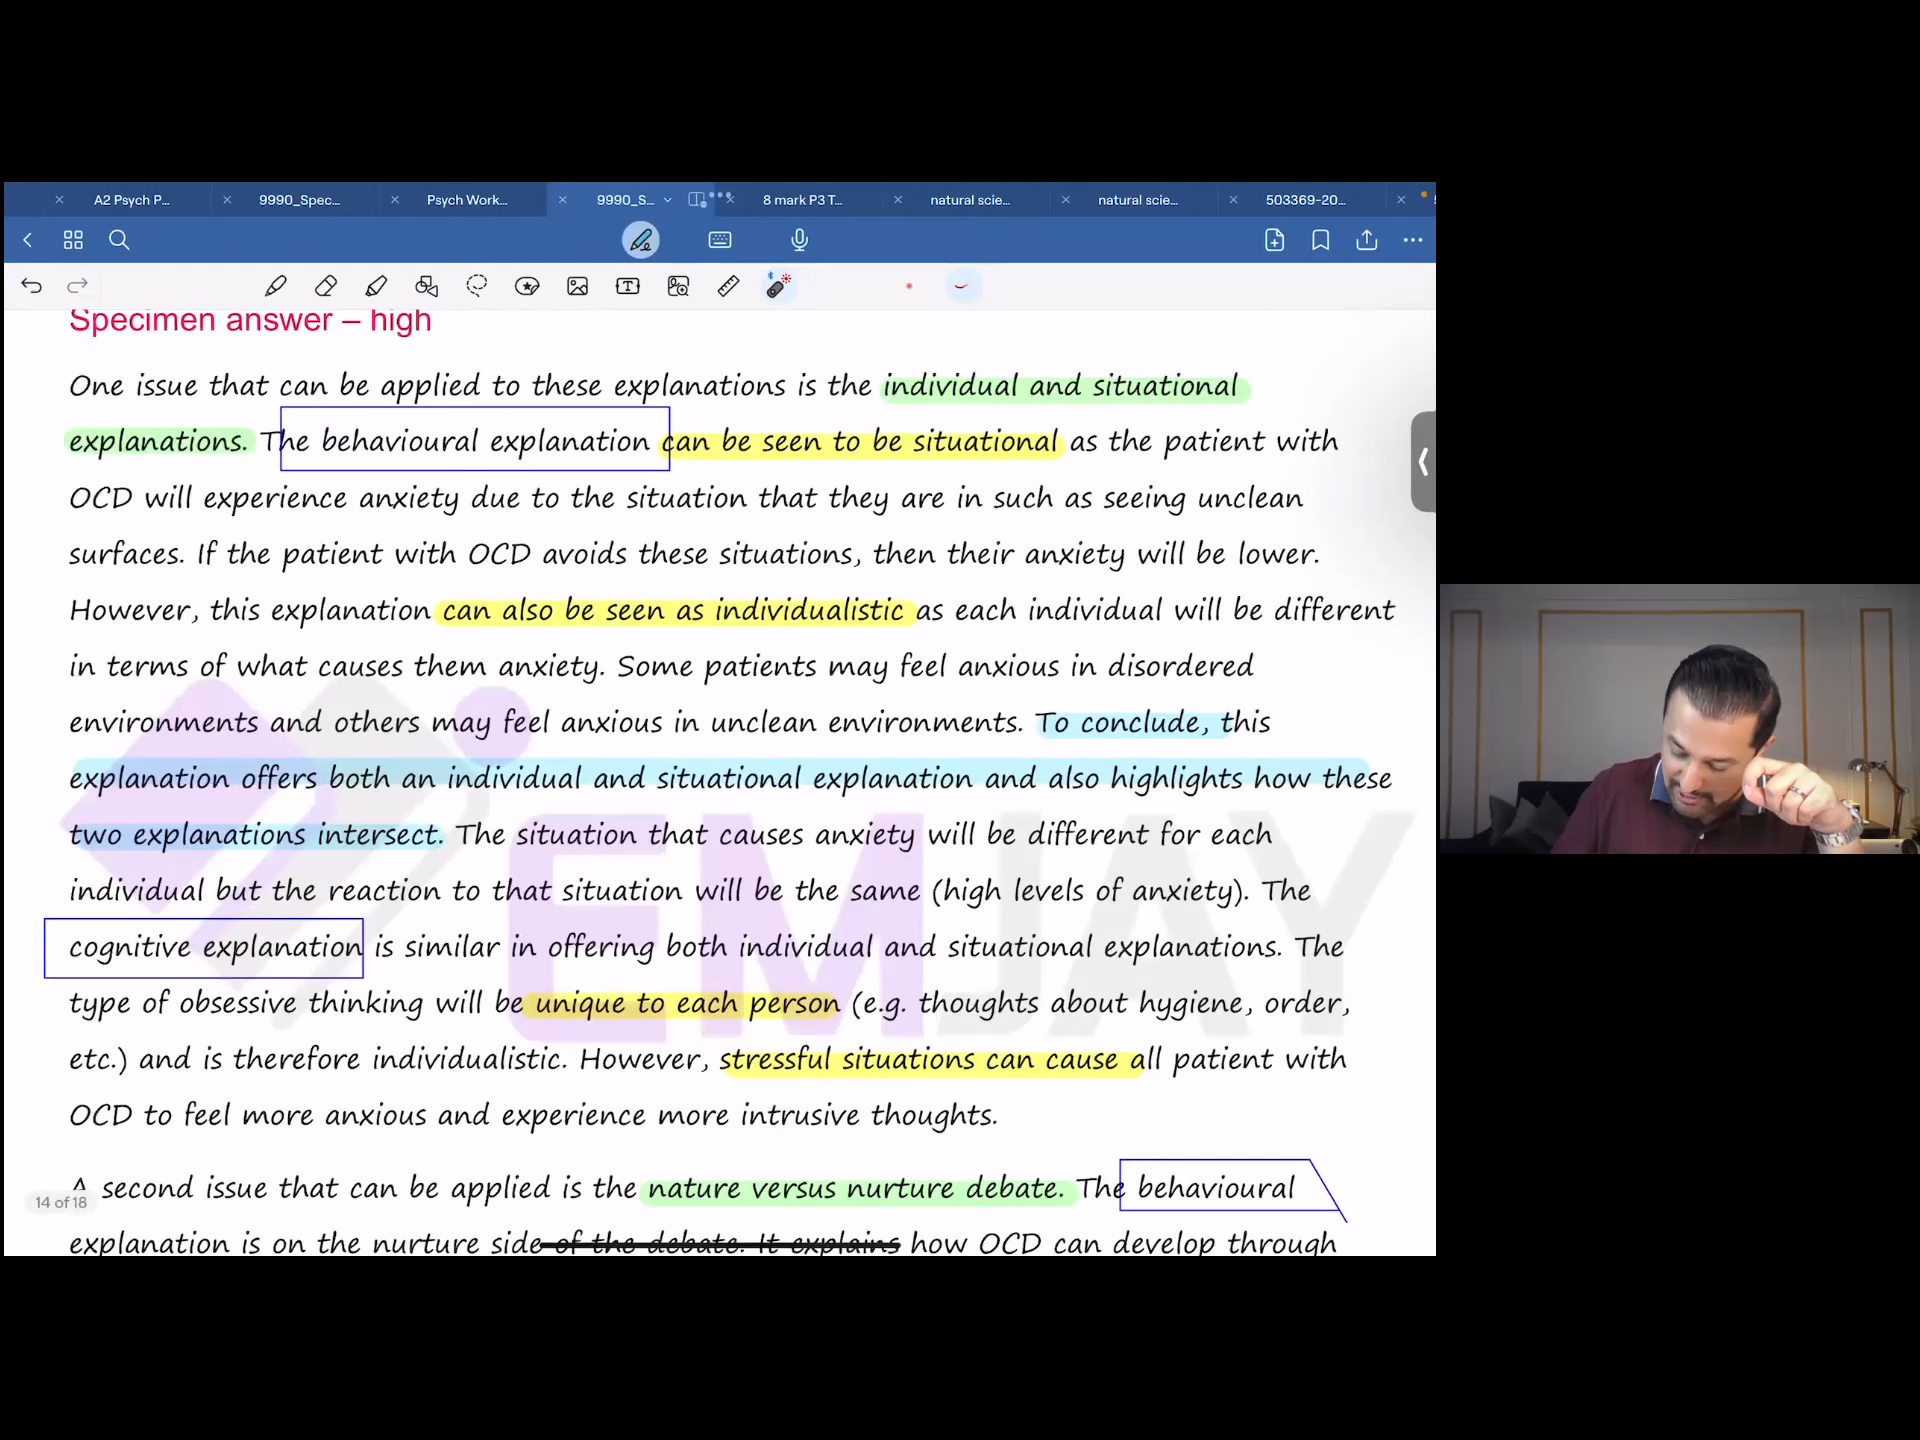 A2 Psych P...
9990_Spec...
Psych Work...
9990_S...
8 mark P3 T...
natural scie...
natural scie...
503369-20...
Specimen answer – high
One issue that can be applied to these explanations is the individual and situational
explanations. The behavioural explanation can be seen to be situational as the patient with
OCD will experience anxiety due to the situation that they are in such as seeing unclean
surfaces. If the patient with OCD avoids these situations, then their anxiety will be lower.
However, this explanation can also be seen as individualistic as each individual will be different
in terms of what causes them anxiety. Some patients may feel anxious in disordered
environments and others may feel anxious in unclean environments. To conclude, this
explanation offers both an individual and situational explanation and also highlights how these
two explanations intersect. The situation that causes anxiety will be different for each
individual but the reaction to that situation will be the same (high levels of anxiety). The
cognitive explanation is similar in offering both individual and situational explanations. The
type of obsessive thinking will be unique to each person (e.g. thoughts about hygiene, order,
etc.) and is therefore individualistic. However, stressful situations can cause all patient with
OCD to feel more anxious and experience more intrusive thoughts.
A second issue that can be applied is the nature versus nurture debate. The behavioural
14 of 18
explanation is on the nurture side of the debate. It explains how OCD can develop through
EMJAY